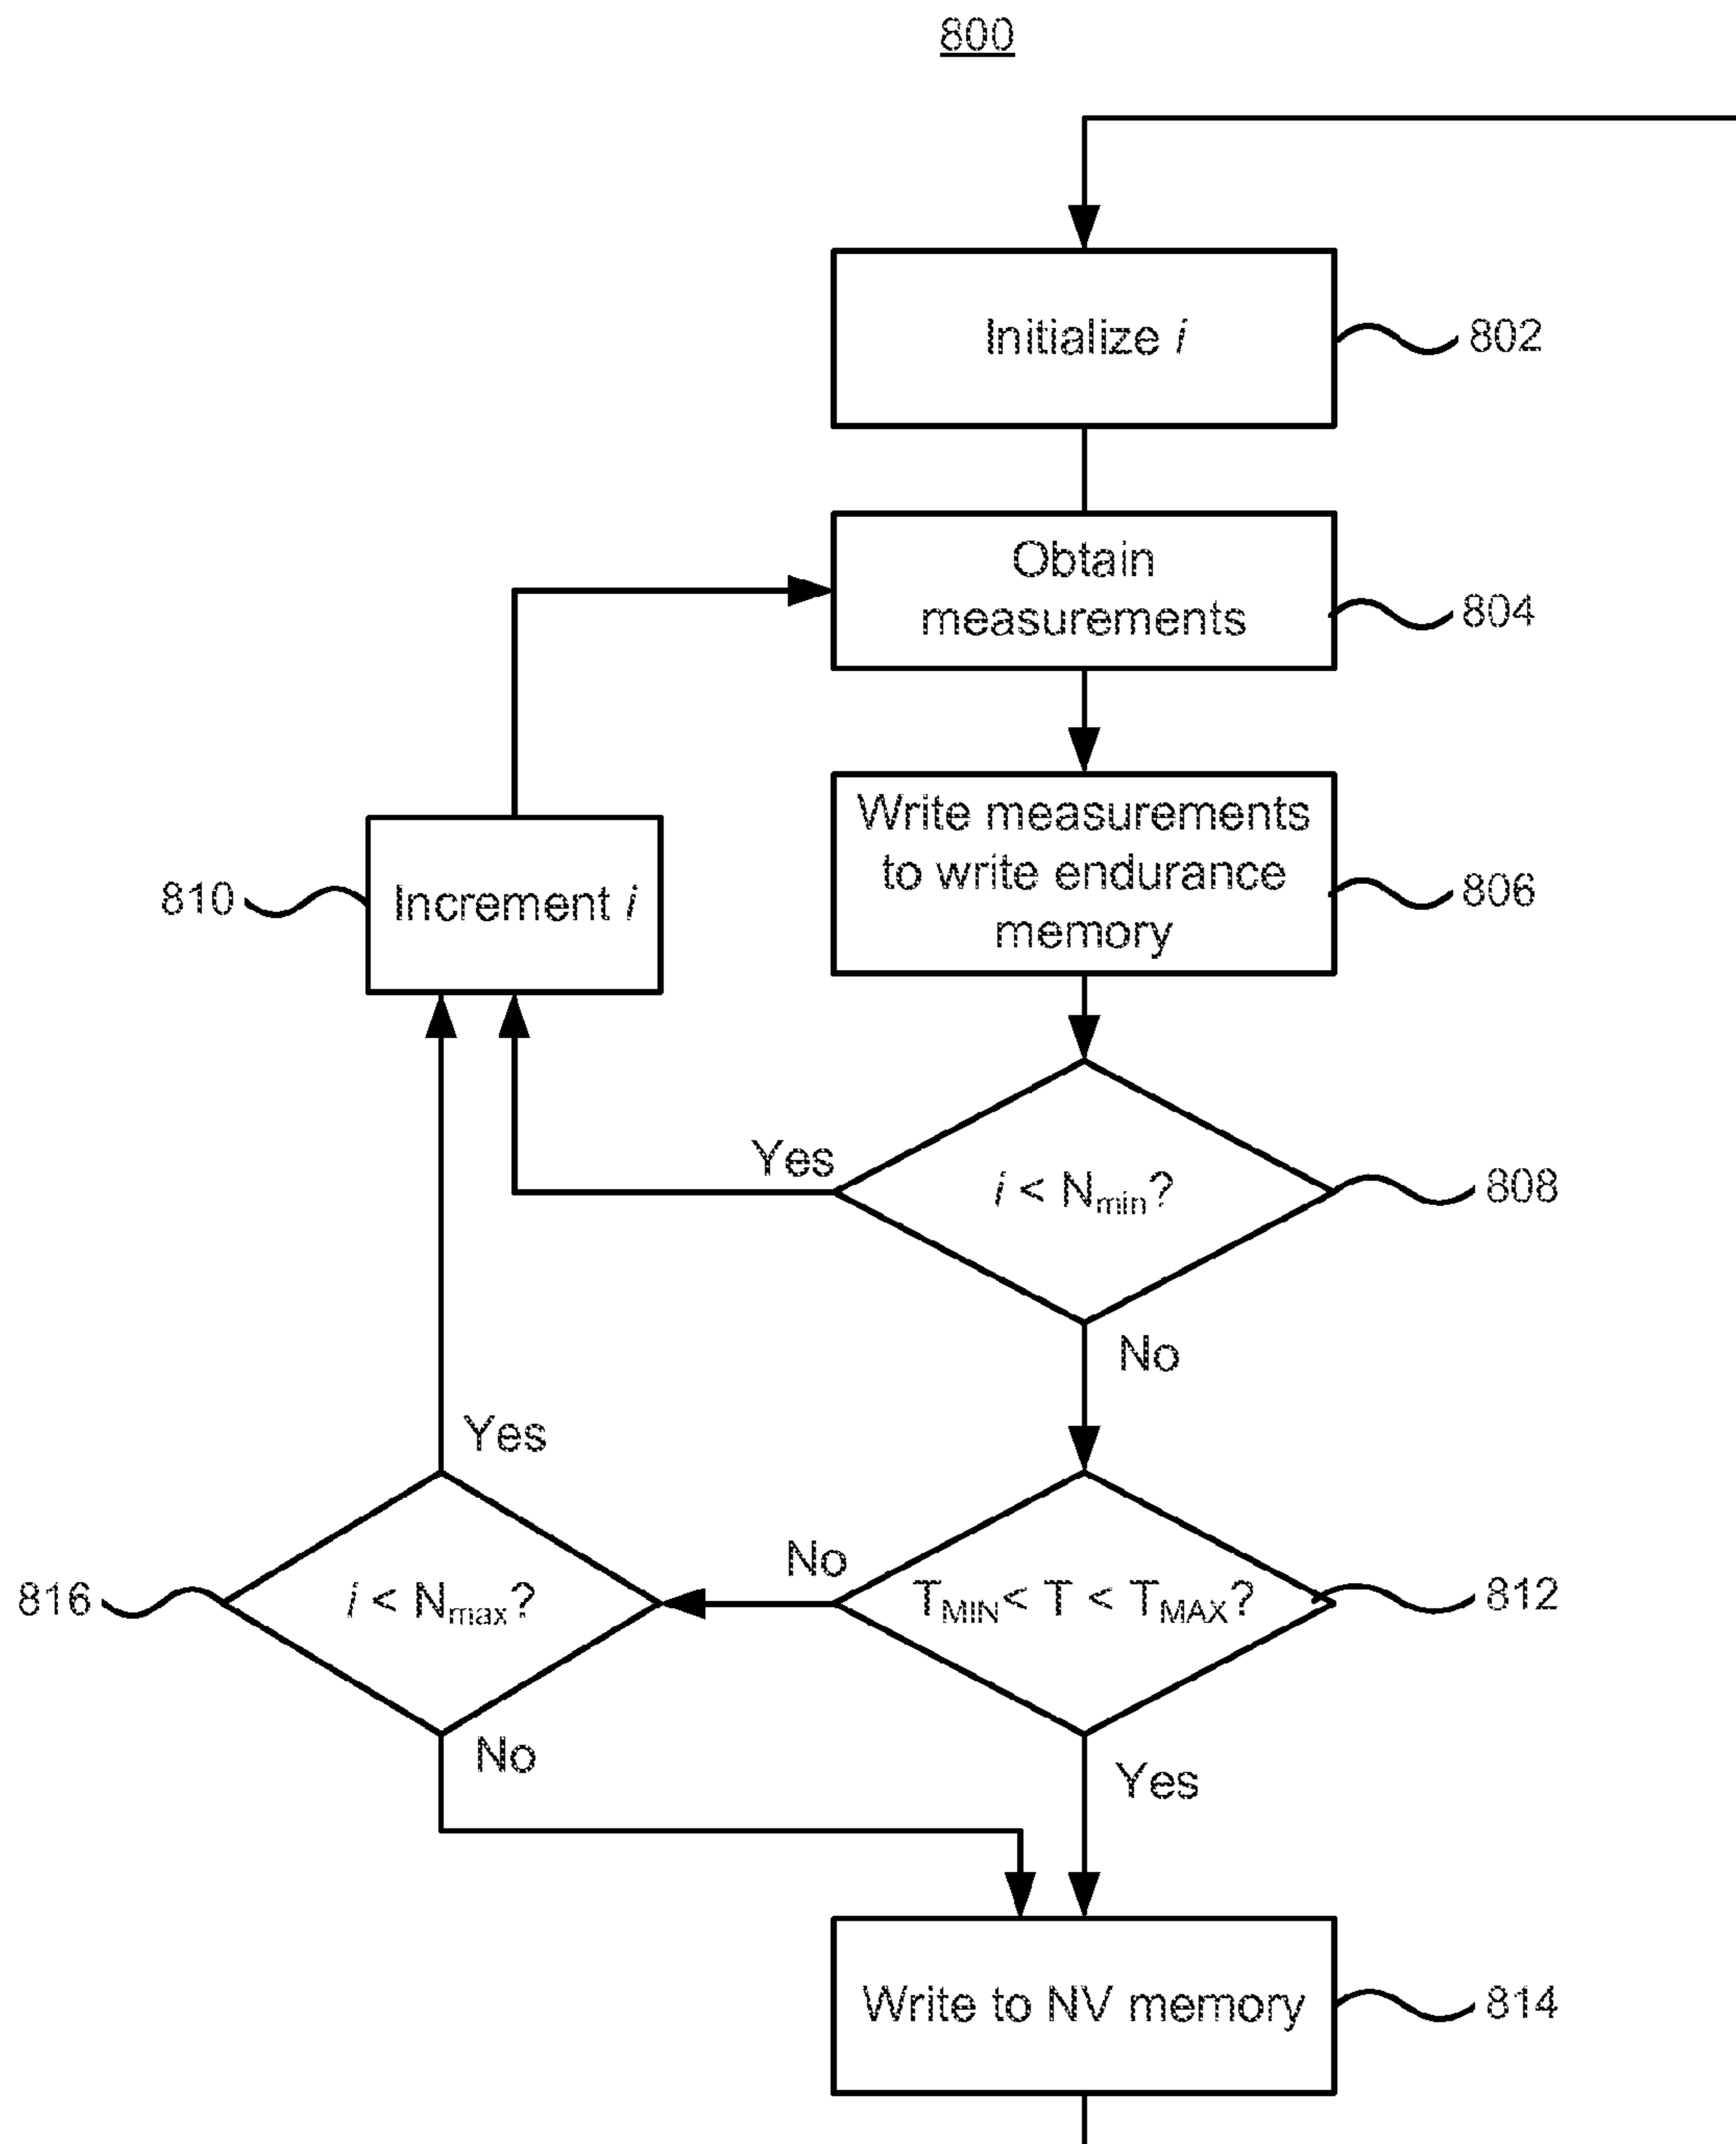 800
Initialize i
802
Obtain
measurements
804
Write measurements
to write endurance
memory
806
810
Increment i
Yes
i < Nmin?
808
No
Yes
816
i < Nmax?
No
TMIN< T < TMAX?
812
No
Yes
Write to NV memory
814